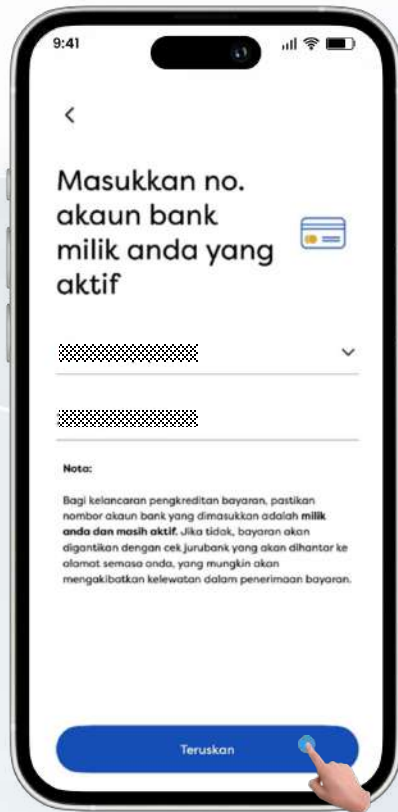 9:41
Masukkan no.
akaun bank
milik anda yang
aktif
Nota:
Bagi kelancaran pengkreditan bayaran, pastikan
nombor akaun bank yang dimasukkan adalah milik
anda dan masih aktif. Jika tidak, bayaran akan
digantikan dengan cek jurubank yang akan dihantar ke
alamat semasa anda, yang mungkin akan
mengakibatkan kelewatan dalam penerimaan bayaran.
Teruskan